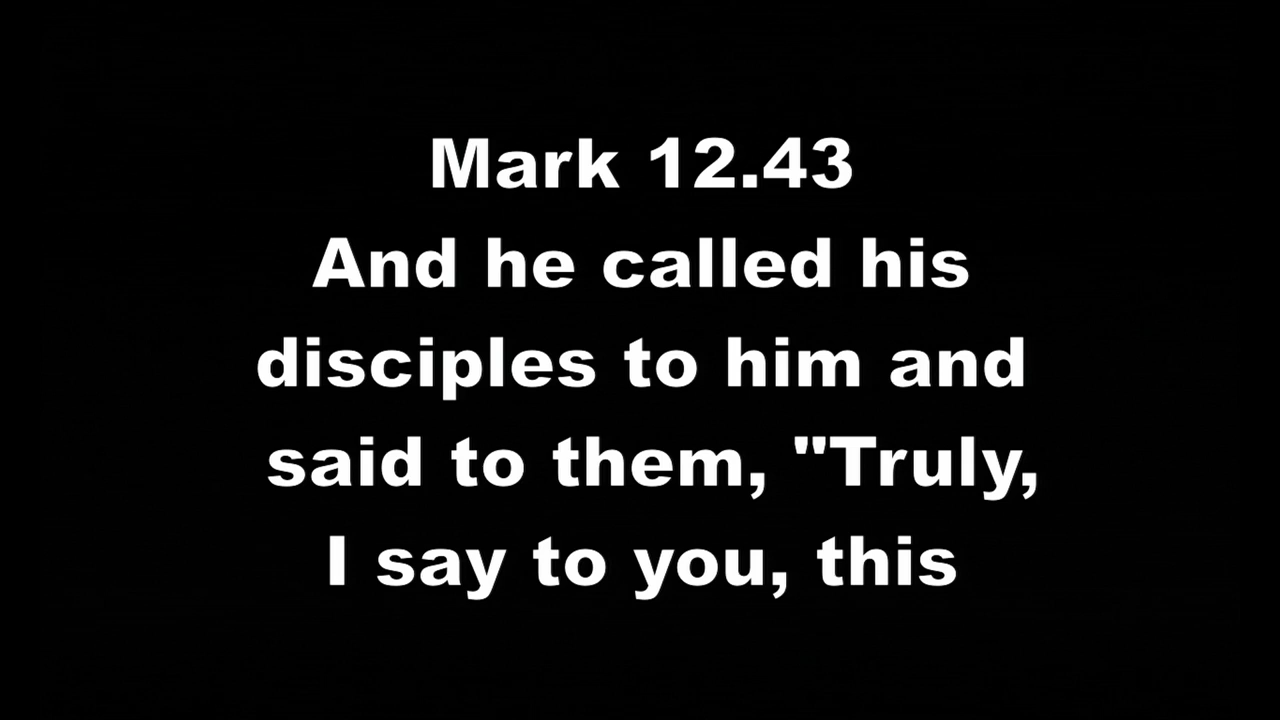 Mark 12.43
And he called his
disciples to him and
said to them, "Truly,
I say to you, this